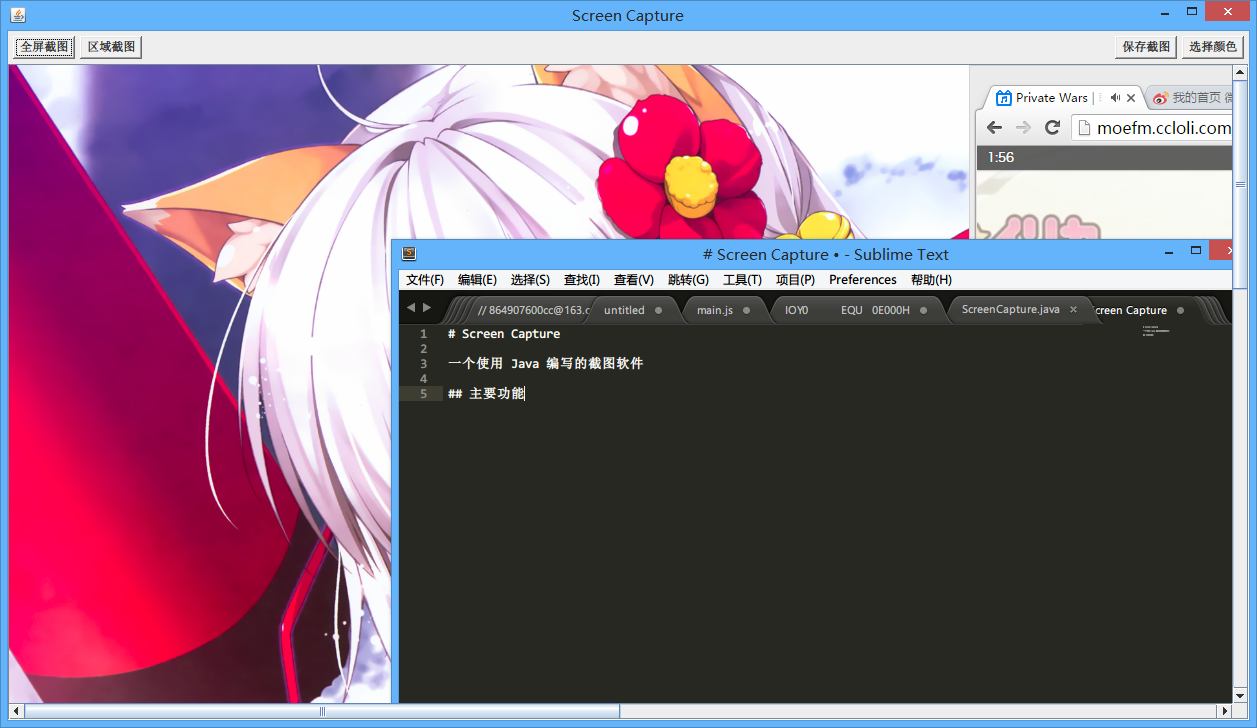 Screen Capture
全屏截图 区域截图 保存截图 选择颜色
Private Wars | 我的首页
moefm.ccloli.com
1:56
# Screen Capture • - Sublime Text
文件(F) 编辑(E) 选择(S) 查找(I) 查看(V) 跳转(G) 工具(T) 项目(P) Preferences 帮助(H)
// 864907600cc@163.c untitled main.js IOY0 EQU 0E000H ScreenCapture.java creen Capture
1 # Screen Capture
2
3 一个使用 Java 编写的截图软件
4
5 ## 主要功能